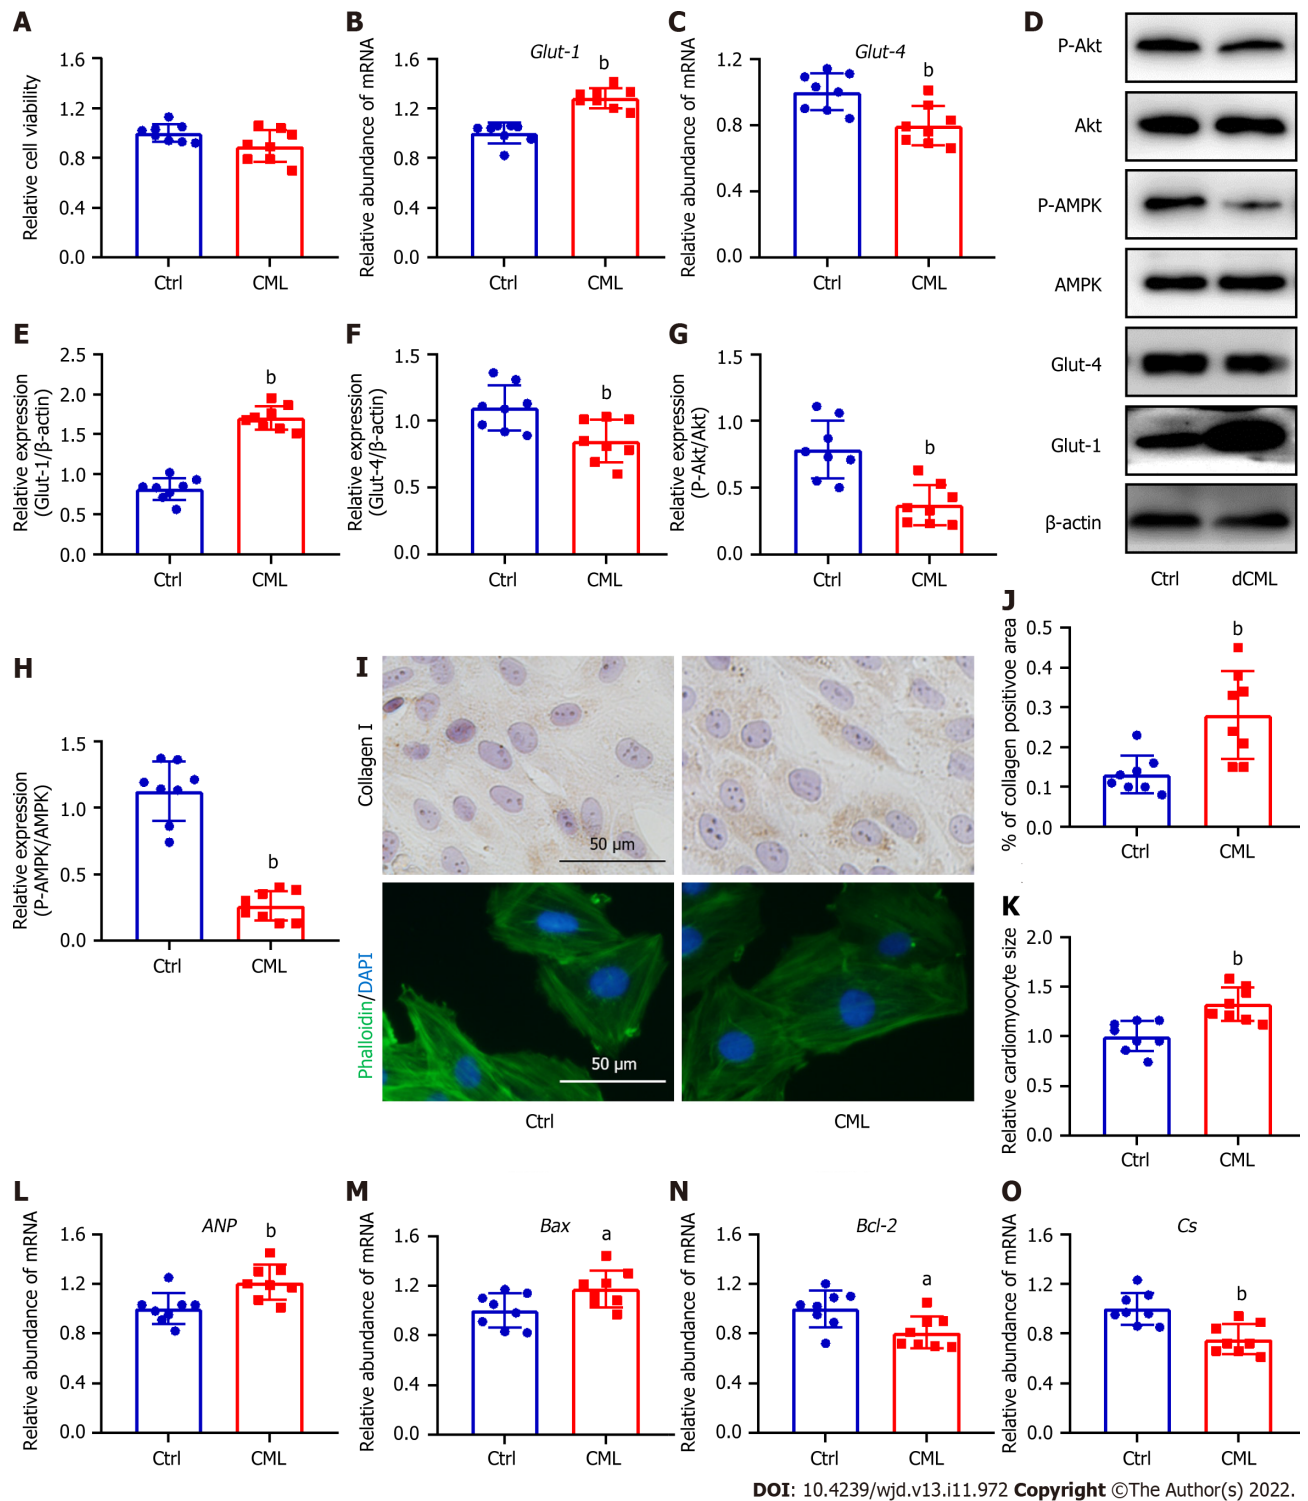 A
Relative cell viability
1.6
1.2
0.8
0.4
0.0
Ctrl
CML
B
Relative abundance of mRNA
Glut-1
b
1.6
1.2
0.8
0.4
0.0
Ctrl
CML
C
Relative abundance of mRNA
Glut-4
b
1.2
0.8
0.4
0.0
Ctrl
CML
D
P-Akt
Akt
P-AMPK
AMPK
Glut-4
Glut-1
β-actin
Ctrl
dCML
E
Relative expression
(Glut-1/β-actin)
b
2.5
2.0
1.5
1.0
0.5
0.0
Ctrl
CML
F
Relative expression
(Glut-4/β-actin)
b
1.5
1.0
0.5
0.0
Ctrl
CML
G
Relative expression
(P-Akt/Akt)
b
1.5
1.0
0.5
0.0
Ctrl
CML
H
Relative expression
(P-AMPK/AMPK)
b
1.5
1.0
0.5
0.0
Ctrl
CML
I
Collagen I
50 μm
Phalloidin/DAPI
50 μm
Ctrl
CML
J
% of collagen positivoe area
b
0.5
0.4
0.3
0.2
0.1
0.0
Ctrl
CML
K
Relative cardiomyocyte size
b
2.0
1.5
1.0
0.5
0.0
Ctrl
CML
L
Relative abundance of mRNA
ANP
b
1.6
1.2
0.8
0.4
0.0
Ctrl
CML
M
Relative abundance of mRNA
Bax
a
1.6
1.2
0.8
0.4
0.0
Ctrl
CML
N
Relative abundance of mRNA
Bcl-2
a
1.6
1.2
0.8
0.4
0.0
Ctrl
CML
O
Relative abundance of mRNA
Cs
b
1.6
1.2
0.8
0.4
0.0
Ctrl
CML
DOI: 10.4239/wjd.v13.i11.972 Copyright ©The Author(s) 2022.